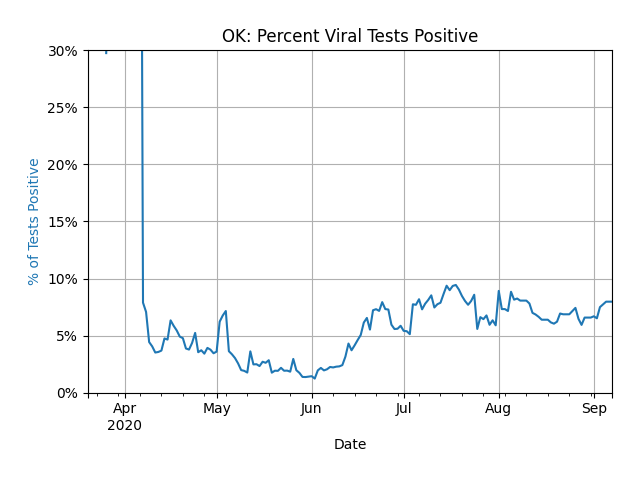 OK: Percent Viral Tests Positive
30%
25%
20%
15%
10%
5%
0%
% of Tests Positive
Apr May Jun Jul Aug Sep
2020
Date